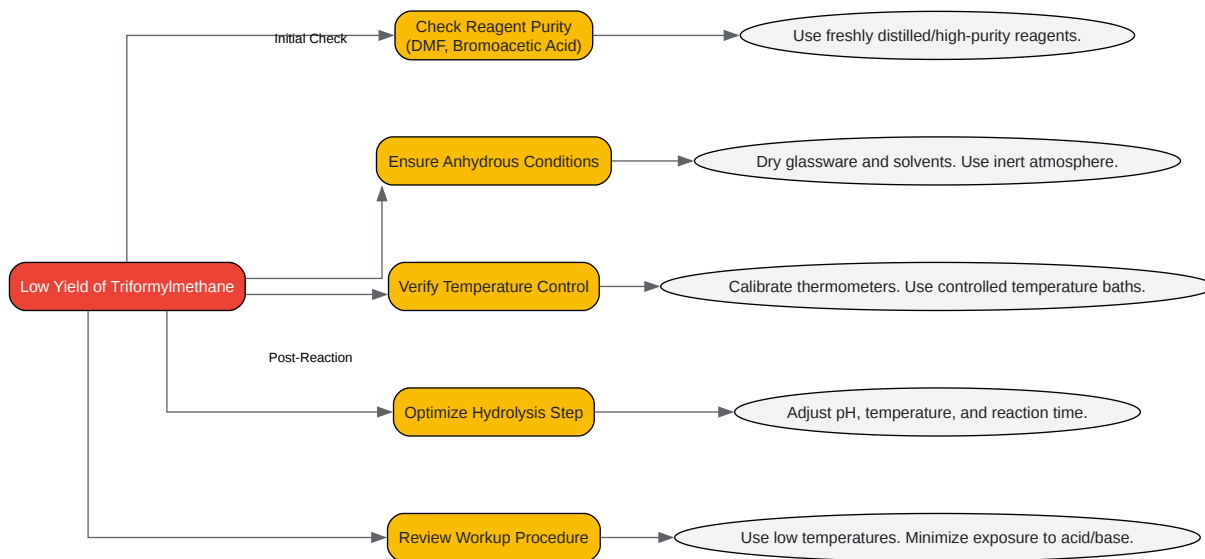 Initial Check
Check Reagent Purity
(DMF, Bromoacetic Acid)
Use freshly distilled/high-purity reagents.
Ensure Anhydrous Conditions
Dry glassware and solvents. Use inert atmosphere.
Low Yield of Triformylmethane
Verify Temperature Control
Calibrate thermometers. Use controlled temperature baths.
Post-Reaction
Optimize Hydrolysis Step
Adjust pH, temperature, and reaction time.
Review Workup Procedure
Use low temperatures. Minimize exposure to acid/base.